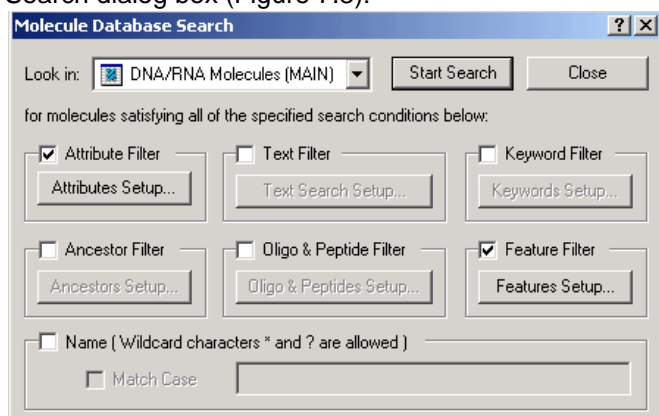 Search dialog box (Figure 7.3).
Molecule Database Search ? ×
Look in: DNA/RNA Molecules (MAIN) Start Search Close
for molecules satisfying all of the specified search conditions below:
Attribute Filter Text Filter Keyword Filter
Attributes Setup... Text Search Setup... Keywords Setup...
Ancestor Filter Oligo & Peptide Filter Feature Filter
Ancestors Setup... Oligo & Peptides Setup... Features Setup...
Name ( Wildcard characters * and ? are allowed )
Match Case